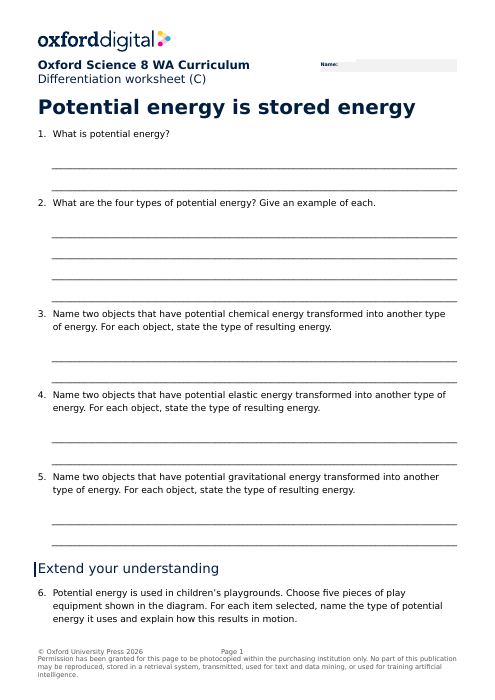 oxforddigital
Oxford Science 8 WA Curriculum
Name:
Differentiation worksheet (C)
Potential energy is stored energy
1. What is potential energy?
2. What are the four types of potential energy? Give an example of each.
3. Name two objects that have potential chemical energy transformed into another type
of energy. For each object, state the type of resulting energy.
4. Name two objects that have potential elastic energy transformed into another type of
energy. For each object, state the type of resulting energy.
5. Name two objects that have potential gravitational energy transformed into another
type of energy. For each object, state the type of resulting energy.
Extend your understanding
6. Potential energy is used in children’s playgrounds. Choose five pieces of play
equipment shown in the diagram. For each item selected, name the type of potential
energy it uses and explain how this results in motion.
© Oxford University Press 2026 Page 1
Permission has been granted for this page to be photocopied within the purchasing institution only. No part of this publication
may be reproduced, stored in a retrieval system, transmitted, used for text and data mining, or used for training artificial
intelligence.